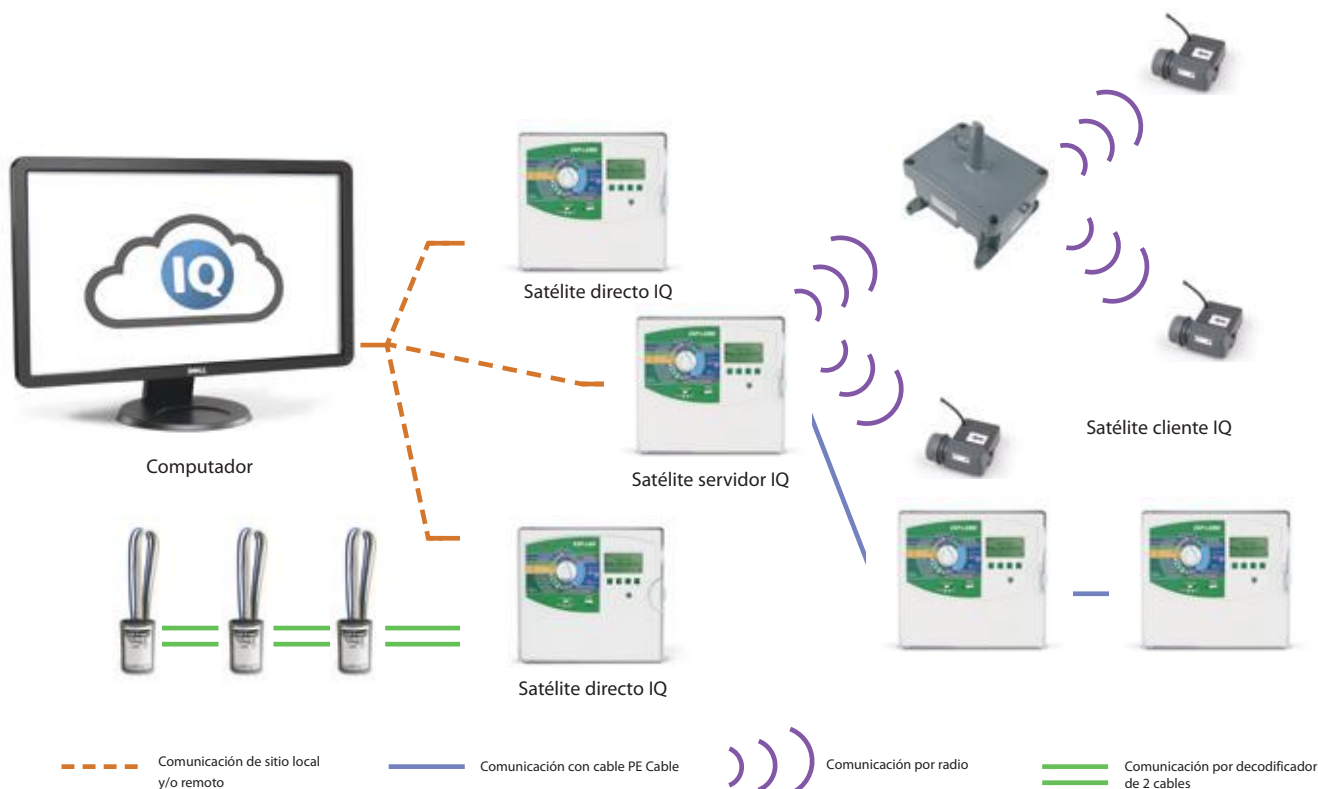 IQ
DELL
Computador
Satélite directo IQ
Satélite servidor IQ
Satélite cliente IQ
Satélite directo IQ
Comunicación de sitio local
y/o remoto
Comunicación con cable PE Cable
Comunicación por radio
Comunicación por decodificador
de 2 cables